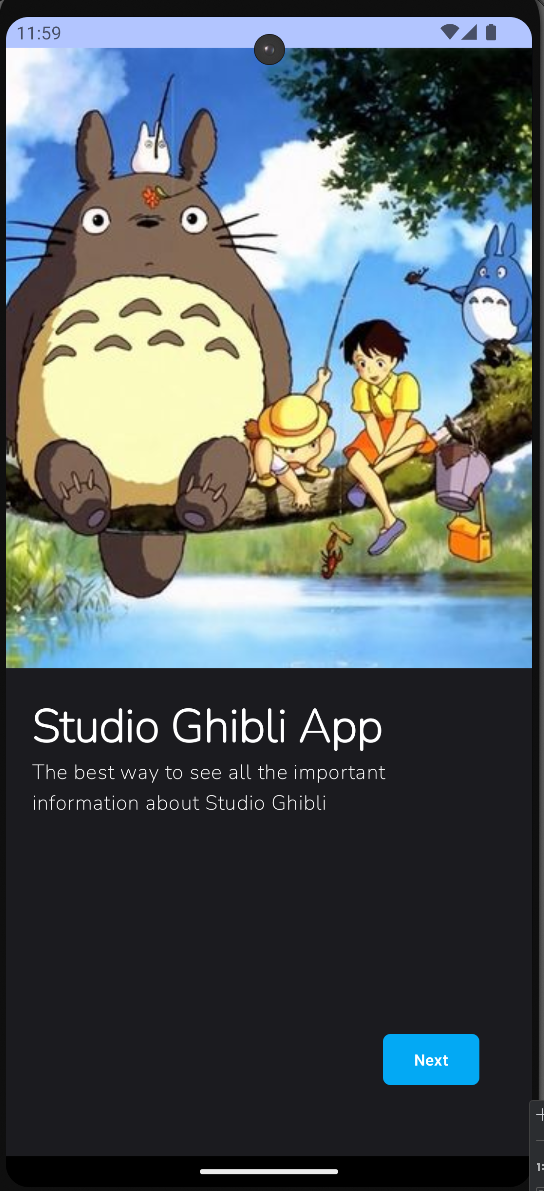 11:59
Studio Ghibli App
The best way to see all the important
information about Studio Ghibli
Next